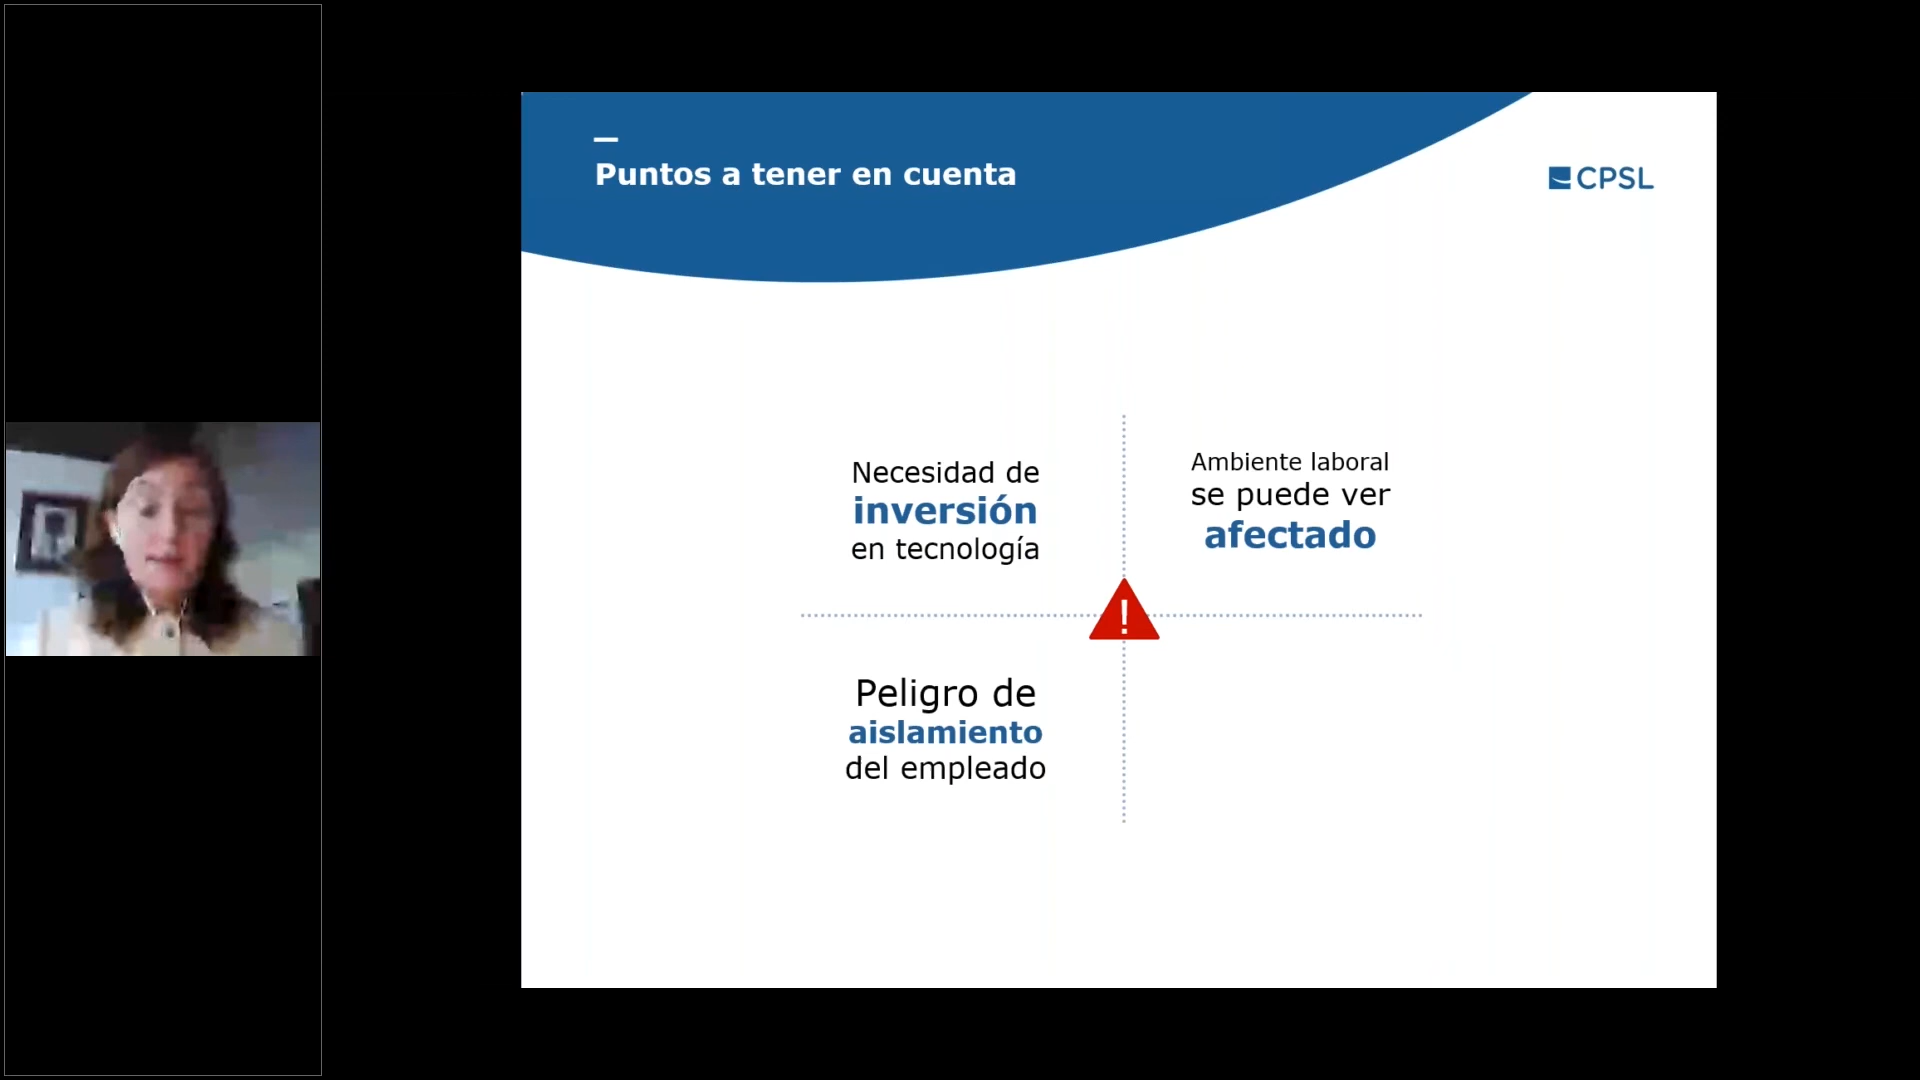 Puntos a tener en cuenta
CPSL
Necesidad de
inversión
en tecnología
Ambiente laboral
se puede ver
afectado
!
Peligro de
aislamiento
del empleado